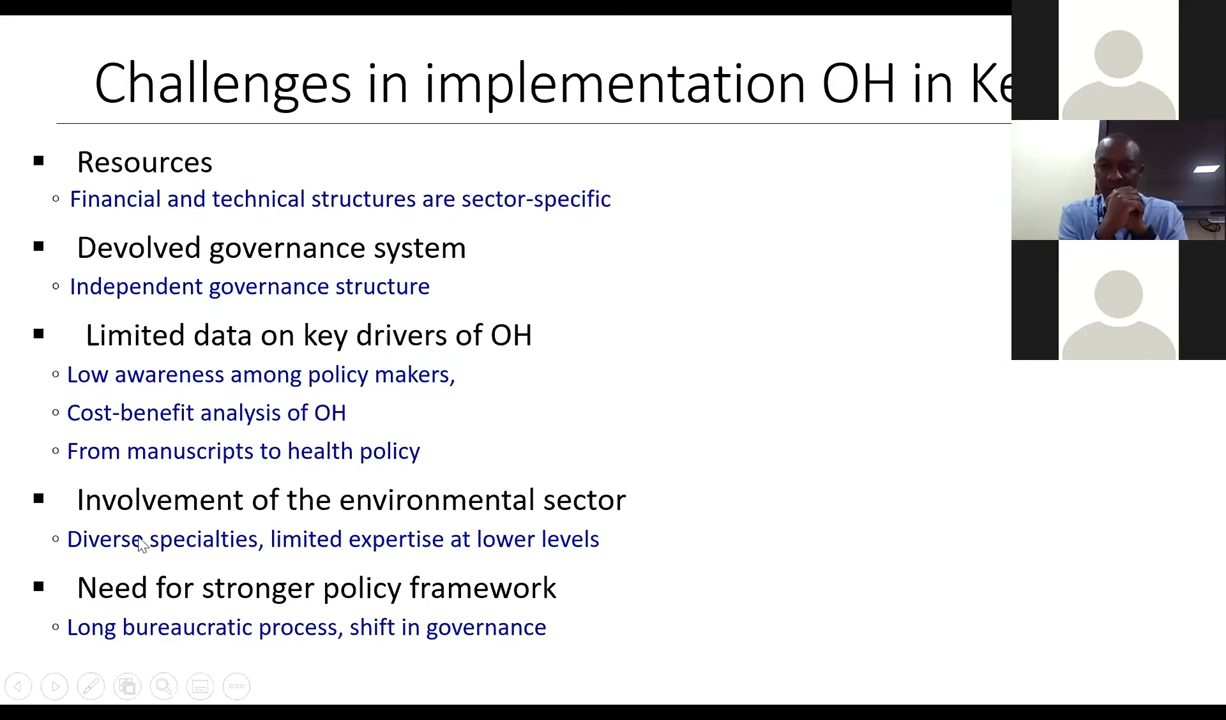 Challenges in implementation OH in Ke
Resources
Financial and technical structures are sector-specific
Devolved governance system
Independent governance structure
Limited data on key drivers of OH
Low awareness among policy makers,
Cost-benefit analysis of OH
From manuscripts to health policy
Involvement of the environmental sector
Diverse specialties, limited expertise at lower levels
Need for stronger policy framework
Long bureaucratic process, shift in governance